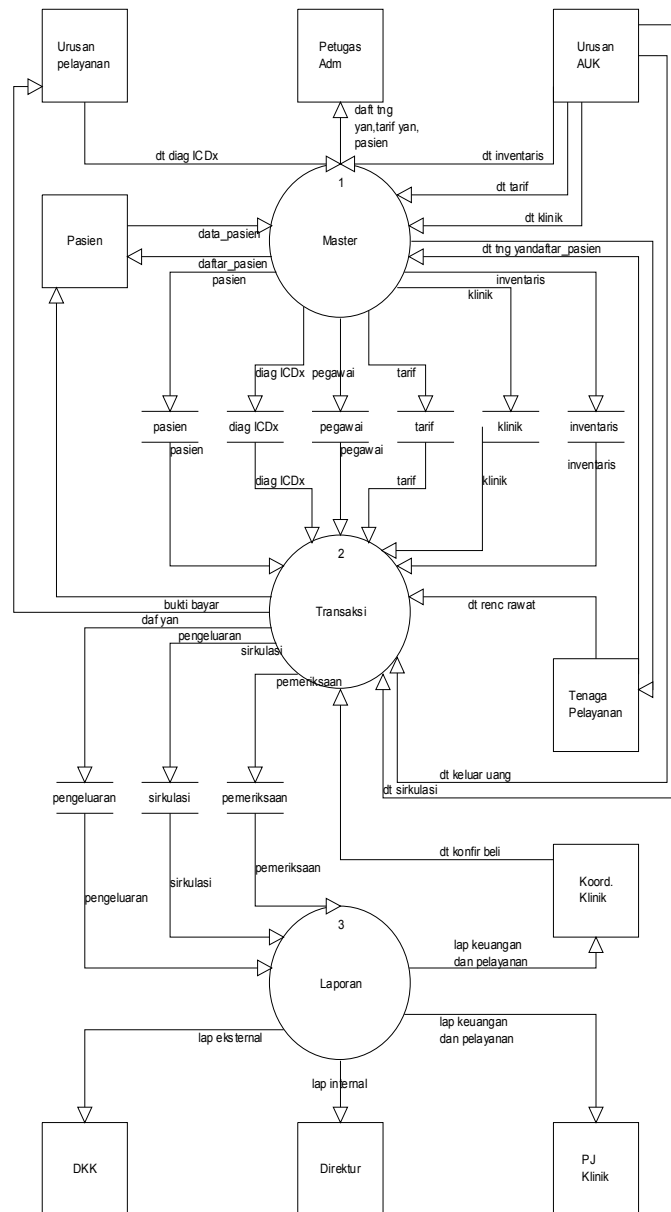 Urusan
pelayanan
Petugas
Adm
Urusan
AUK
daft tng
yan,tarif yan,
pasien
dt diag ICDx
dt inventaris
1
dt tarif
dt klinik
Pasien
data_pasien
Master
dt tng yandaftar_pasien
daftar_pasien
pasien
inventaris
klinik
diag ICDx
pegawai
tarif
pasien
diag ICDx
pegawai
tarif
klinik
inventaris
pasien
pegawai
inventaris
diag ICDx
tarif
klinik
2
bukti bayar
Transaksi
dt renc rawat
daf yan
pengeluaran
sirkulasi
pemeriksaan
Tenaga
Pelayanan
dt keluar uang
dt sirkulasi
pengeluaran
sirkulasi
pemeriksaan
dt konfir beli
pengeluaran
sirkulasi
pemeriksaan
Koord.
Klinik
3
lap keuangan
dan pelayanan
Laporan
lap keuangan
dan pelayanan
lap eksternal
lap internal
DKK
Direktur
PJ
Klinik